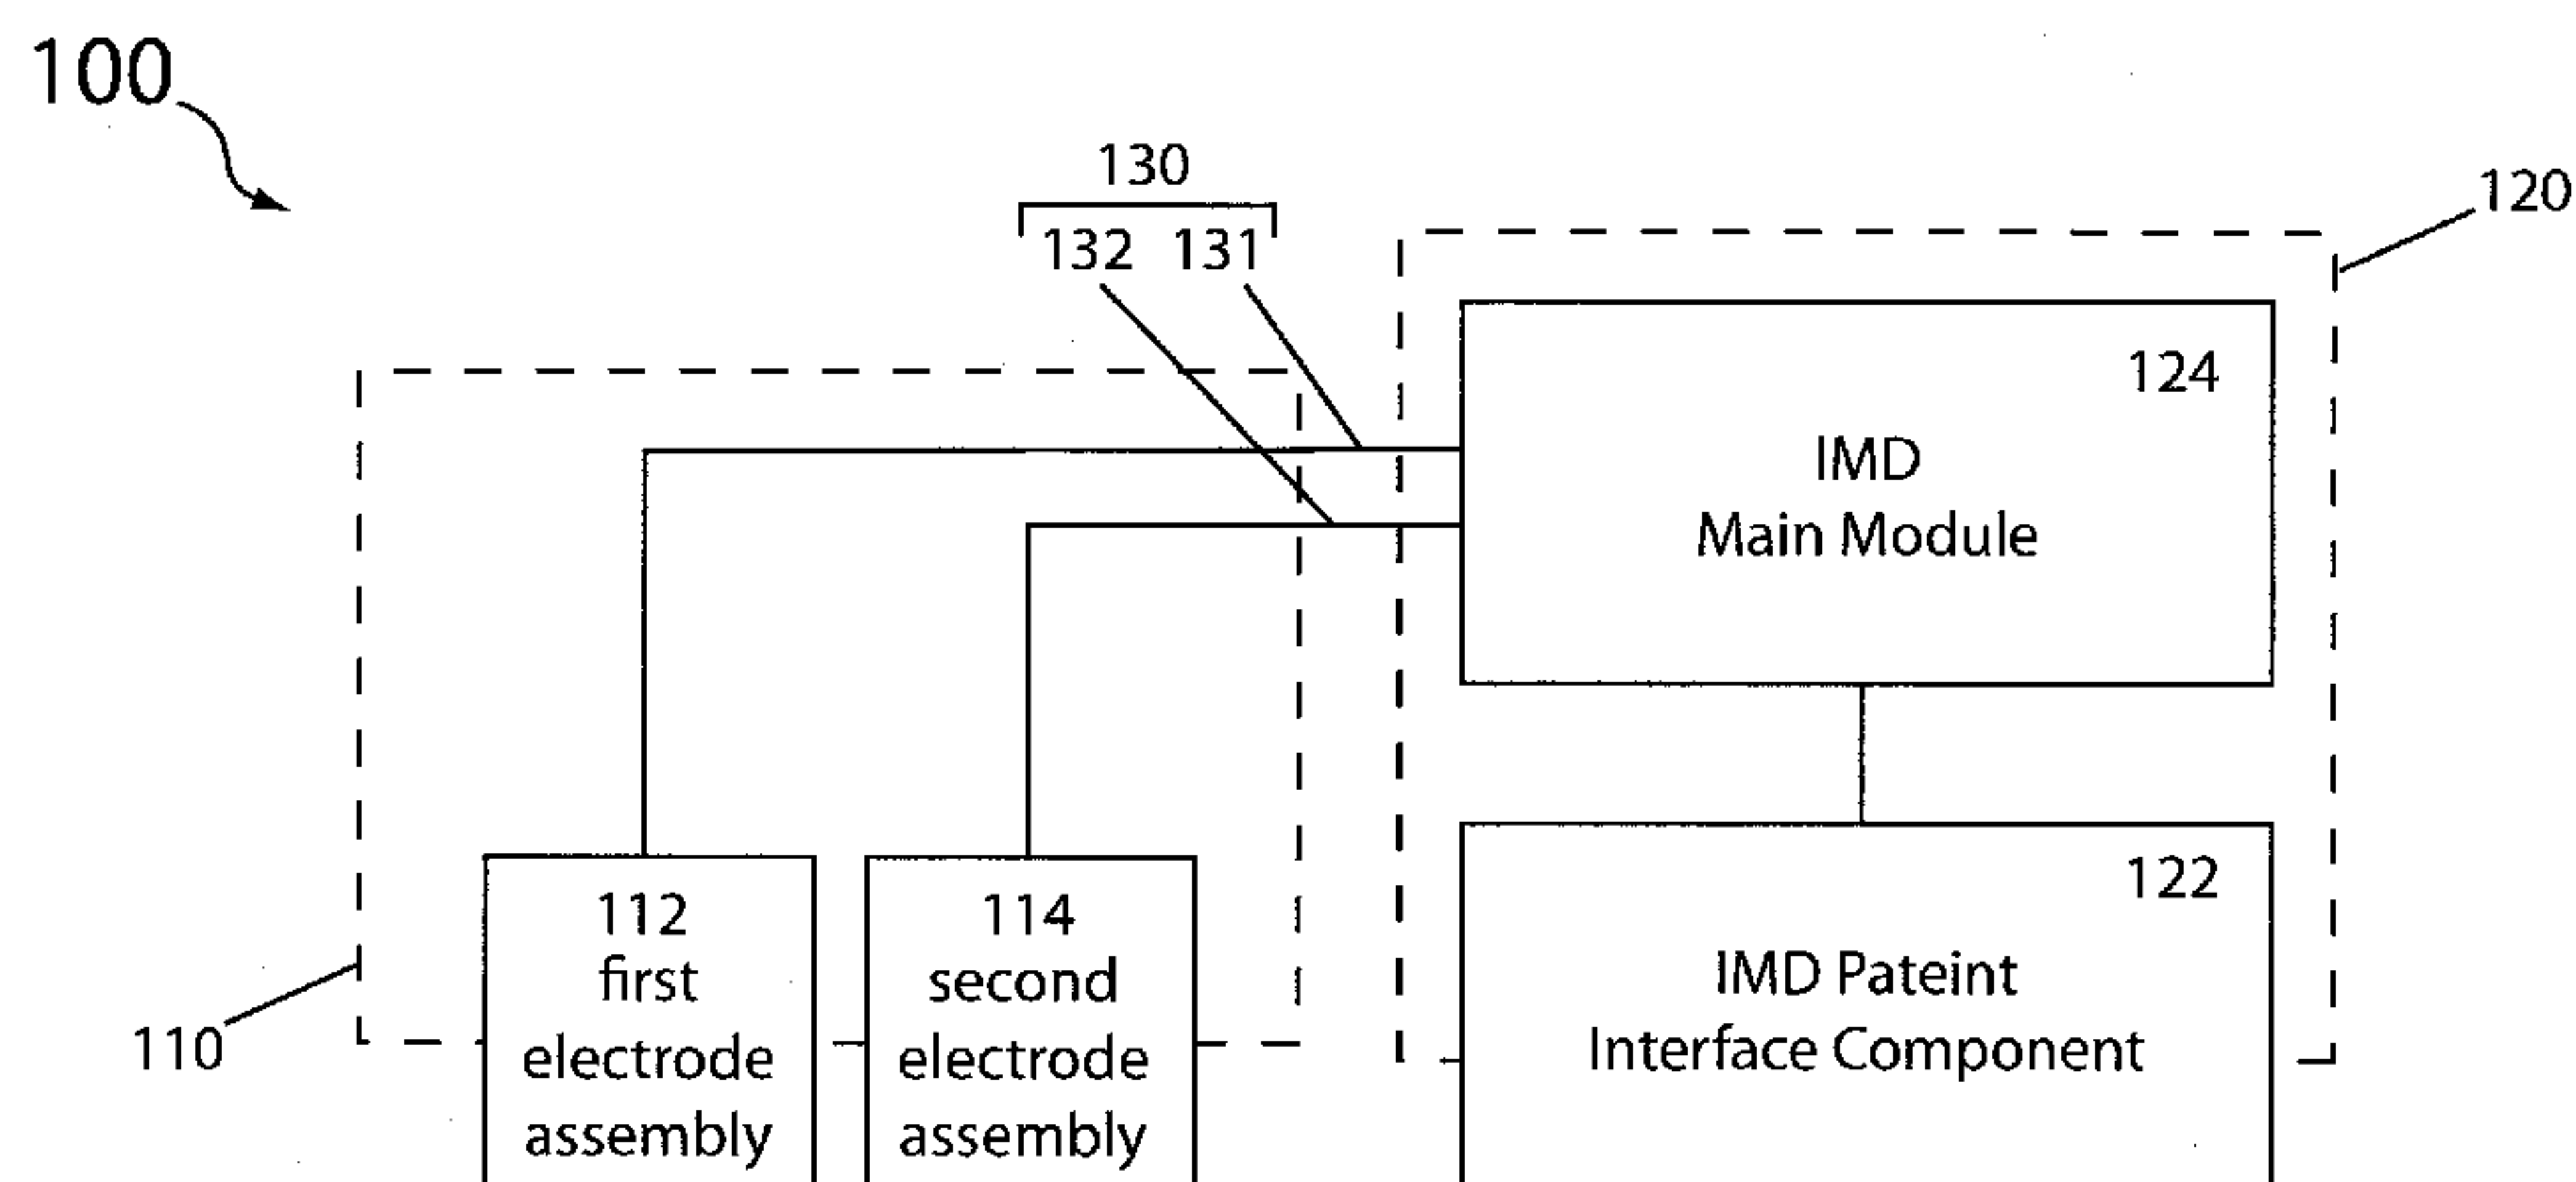 100
130
120
132 131
124
IMD
Main Module
122
112
first
electrode
assembly
114
second
electrode
assembly
IMD Pateint
Interface Component
110